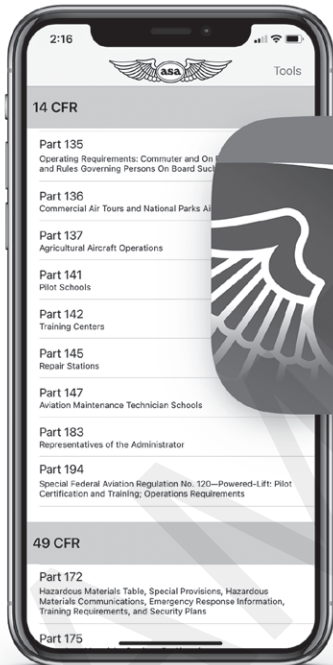 2:16
asa
Tools
14 CFR
Part 135
Operating Requirements: Commuter and On
and Rules Governing Persons On Board Such
Part 136
Commercial Air Tours and National Parks
Part 137
Agricultural Aircraft Operations
Part 141
Pilot Schools
Part 142
Training Centers
Part 145
Repair Stations
Part 147
Aviation Maintenance Technician Schools
Part 183
Representatives of the Administrator
Part 194
Special Federal Aviation Regulation No. 120—Powered-Lift: Pilot
Certification and Training; Operations Requirements
49 CFR
Part 172
Hazardous Materials Table, Special Provisions, Hazardous
Materials Communications, Emergency Response Information,
Training Requirements, and Security Plans
Part 175